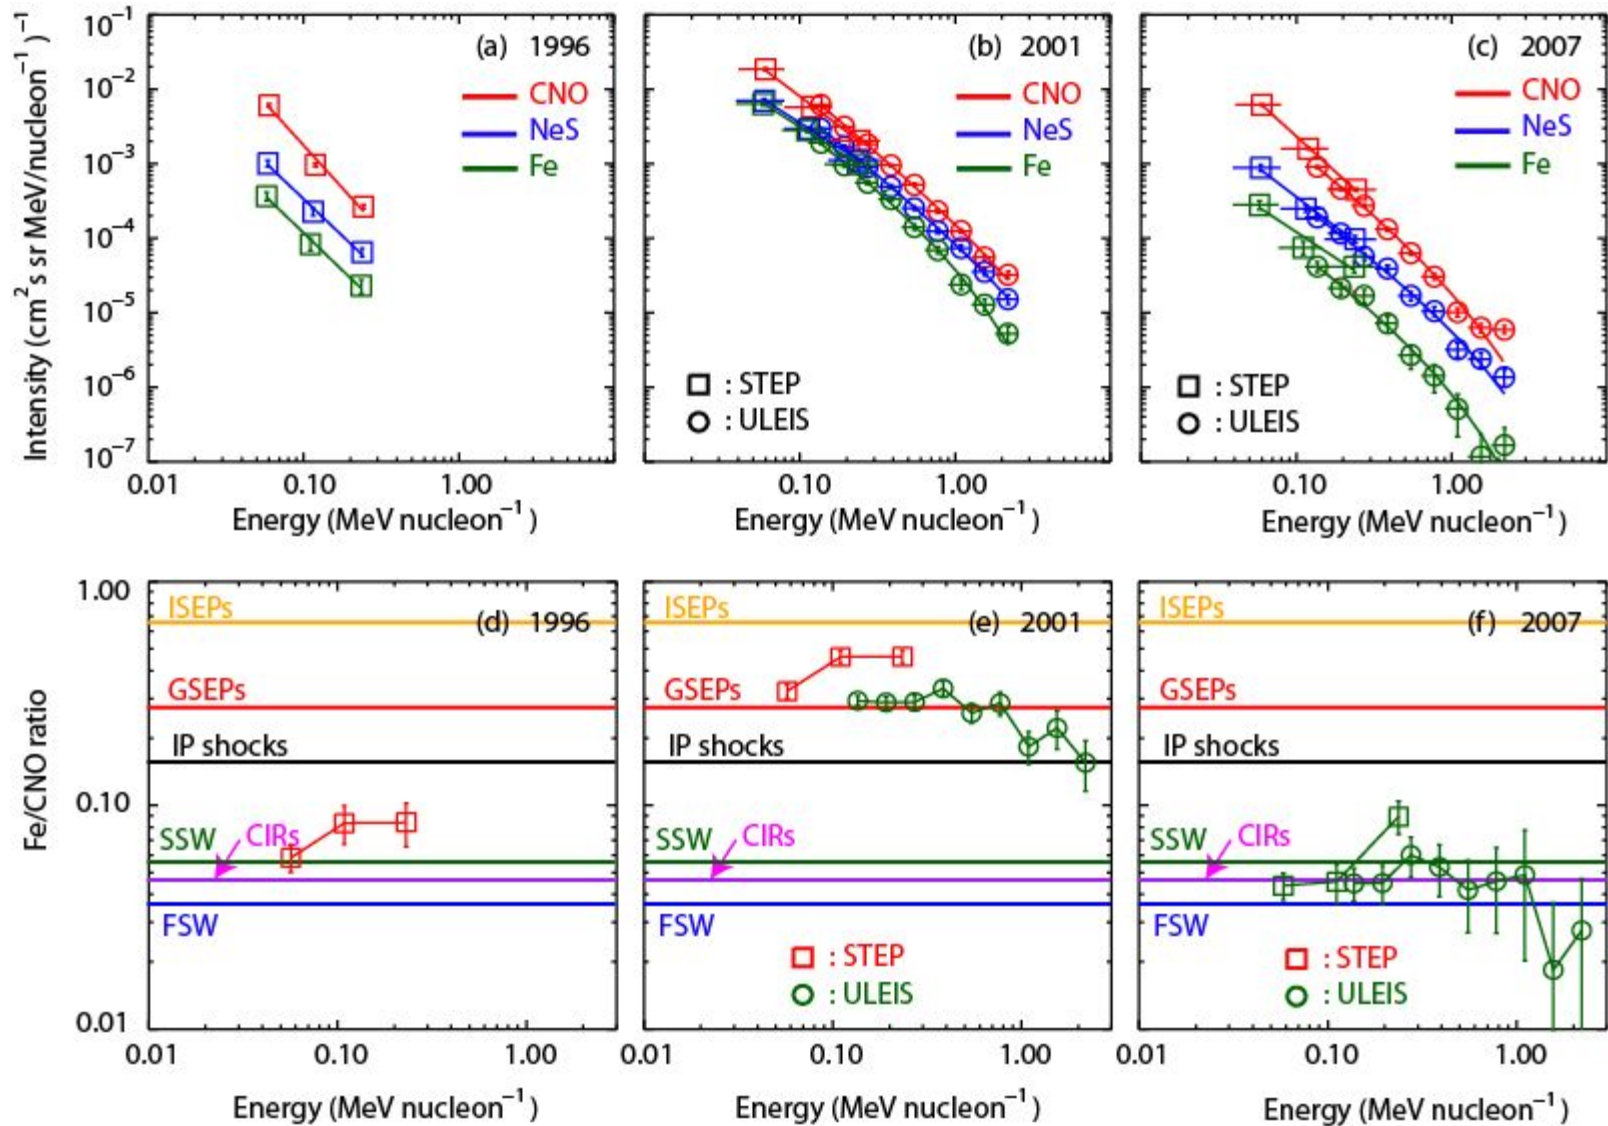 Intensity (cm² s sr MeV/nucleon⁻¹)⁻¹
10⁻¹
10⁻²
10⁻³
10⁻⁴
10⁻⁵
10⁻⁶
10⁻⁷
(a) 1996
CNO
NeS
Fe
0.01 0.10 1.00
Energy (MeV nucleon⁻¹)
(b) 2001
CNO
NeS
Fe
: STEP
: ULEIS
0.10 1.00
Energy (MeV nucleon⁻¹)
(c) 2007
CNO
NeS
Fe
: STEP
: ULEIS
0.10 1.00
Energy (MeV nucleon⁻¹)
Fe/CNO ratio
1.00
0.10
0.01
ISEPs
(d) 1996
GSEPs
IP shocks
SSW
CIRs
FSW
0.01 0.10 1.00
Energy (MeV nucleon⁻¹)
ISEPs
(e) 2001
GSEPs
IP shocks
SSW
CIRs
FSW
: STEP
: ULEIS
0.01 0.10 1.00
Energy (MeV nucleon⁻¹)
ISEPs
(f) 2007
GSEPs
IP shocks
SSW
CIRs
FSW
: STEP
: ULEIS
0.01 0.10 1.00
Energy (MeV nucleon⁻¹)